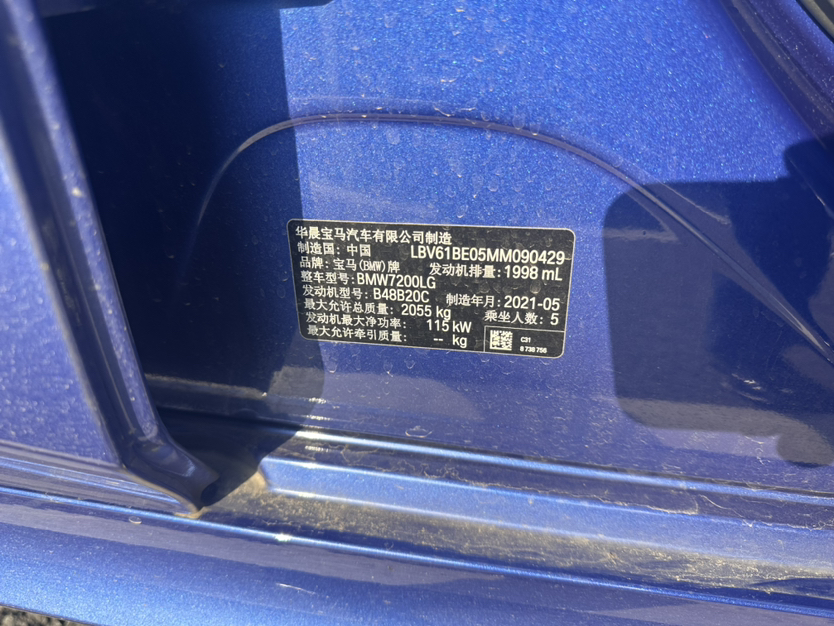 华晨宝马汽车有限公司制造
制造国: 中国 LBV61BE05MM090429
品牌: 宝马(BMW)牌 发动机排量: 1998 mL
整车型号: BMW7200LG
发动机型号: B48B20C 制造年月: 2021-05
最大允许总质量: 2055 kg 乘坐人数: 5
发动机最大净功率: 115 kW
最大允许牵引质量: -- kg
C31
8 738 756